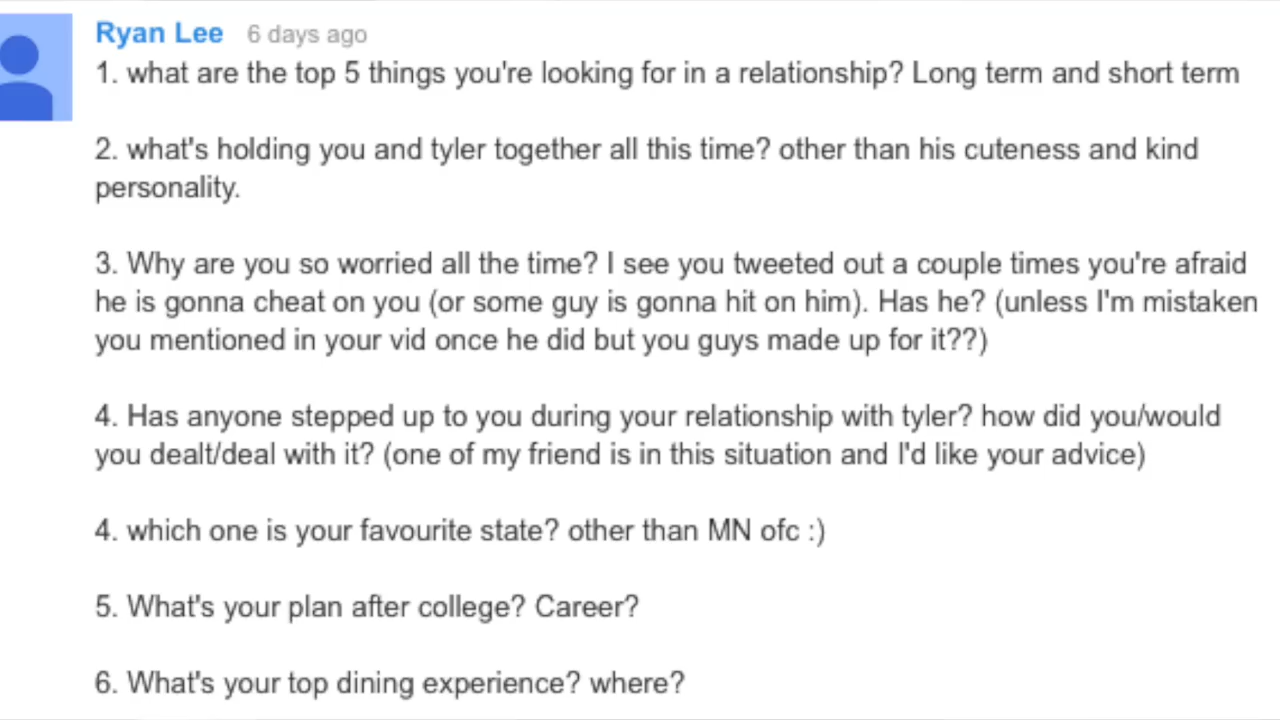 Ryan Lee 6 days ago
1. what are the top 5 things you're looking for in a relationship? Long term and short term
2. what's holding you and tyler together all this time? other than his cuteness and kind
personality.
3. Why are you so worried all the time? I see you tweeted out a couple times you're afraid
he is gonna cheat on you (or some guy is gonna hit on him). Has he? (unless I'm mistaken
you mentioned in your vid once he did but you guys made up for it??)
4. Has anyone stepped up to you during your relationship with tyler? how did you/would
you dealt/deal with it? (one of my friend is in this situation and I'd like your advice)
4. which one is your favourite state? other than MN ofc :)
5. What's your plan after college? Career?
6. What's your top dining experience? where?